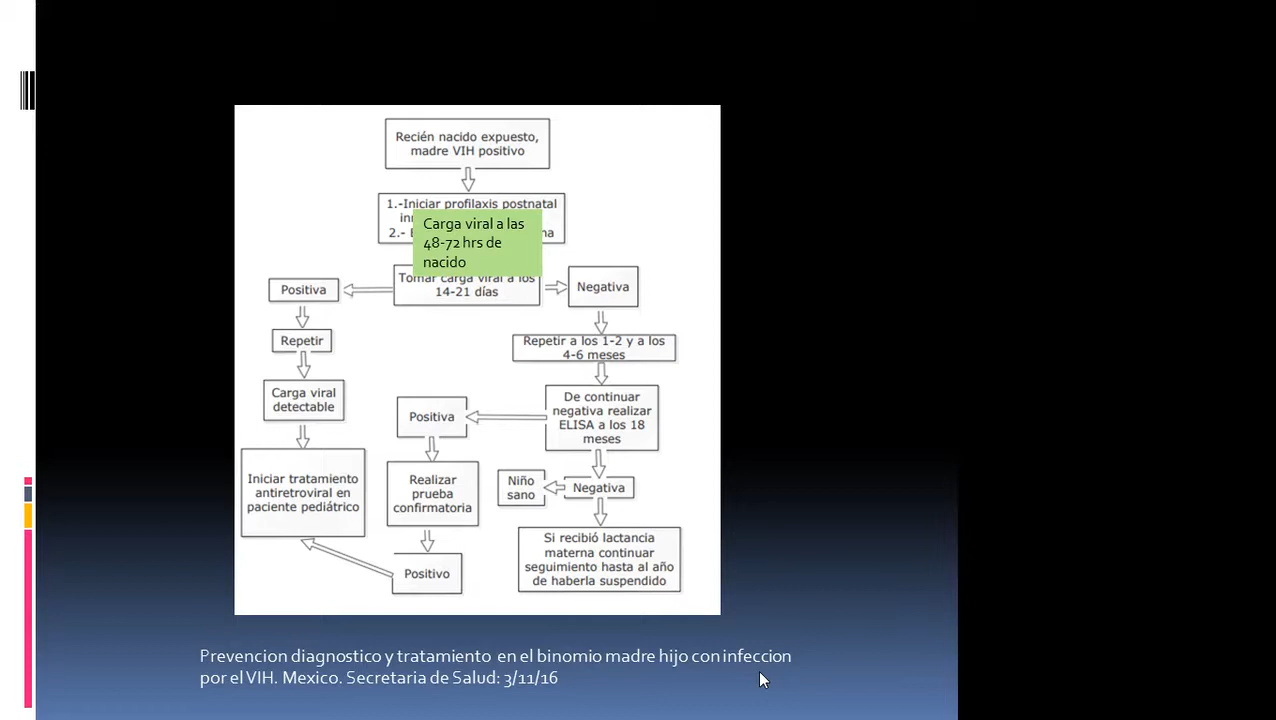 Recién nacido expuesto,
madre VIH positivo
1.-Iniciar profilaxis postnatal
2.-
Carga viral a las
48-72 hrs de
nacido
Tomar carga viral a los
14-21 días
Positiva
Negativa
Repetir
Repetir a los 1-2 y a los
4-6 meses
Carga viral
detectable
De continuar
negativa realizar
ELISA a los 18
meses
Positiva
Iniciar tratamiento
antiretroviral en
paciente pediátrico
Realizar
prueba
confirmatoria
Niño
sano
Negativa
Positivo
Si recibió lactancia
materna continuar
seguimiento hasta al año
de haberla suspendido
Prevencion diagnostico y tratamiento en el binomio madre hijo con infeccion
por el VIH. Mexico. Secretaria de Salud: 3/11/16